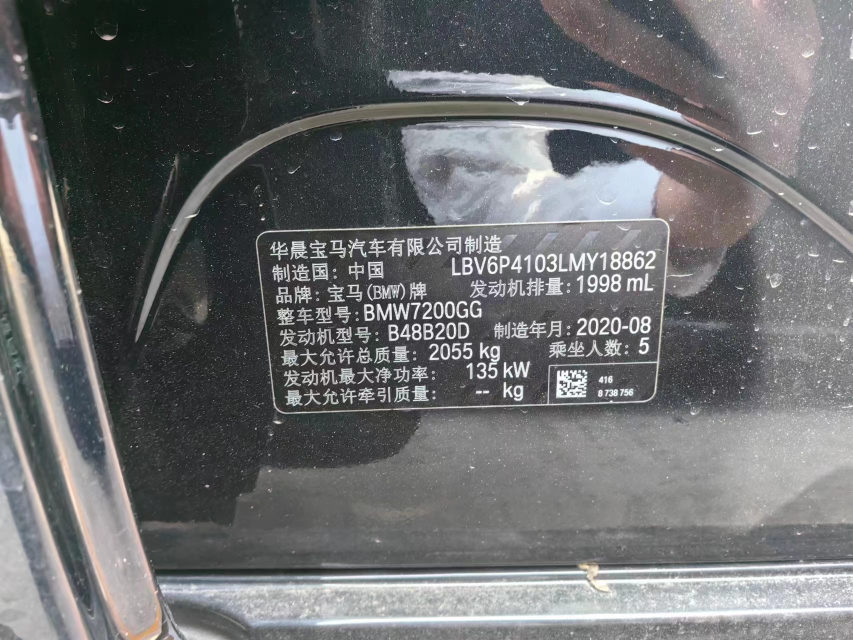 华晨宝马汽车有限公司制造
制造国: 中国 LBV6P4103LMY18862
品牌: 宝马(BMW)牌 发动机排量: 1998 mL
整车型号: BMW7200GG
发动机型号: B48B20D 制造年月: 2020-08
最大允许总质量: 2055 kg 乘坐人数: 5
发动机最大净功率: 135 kW
最大允许牵引质量: -- kg
416
8 738 756